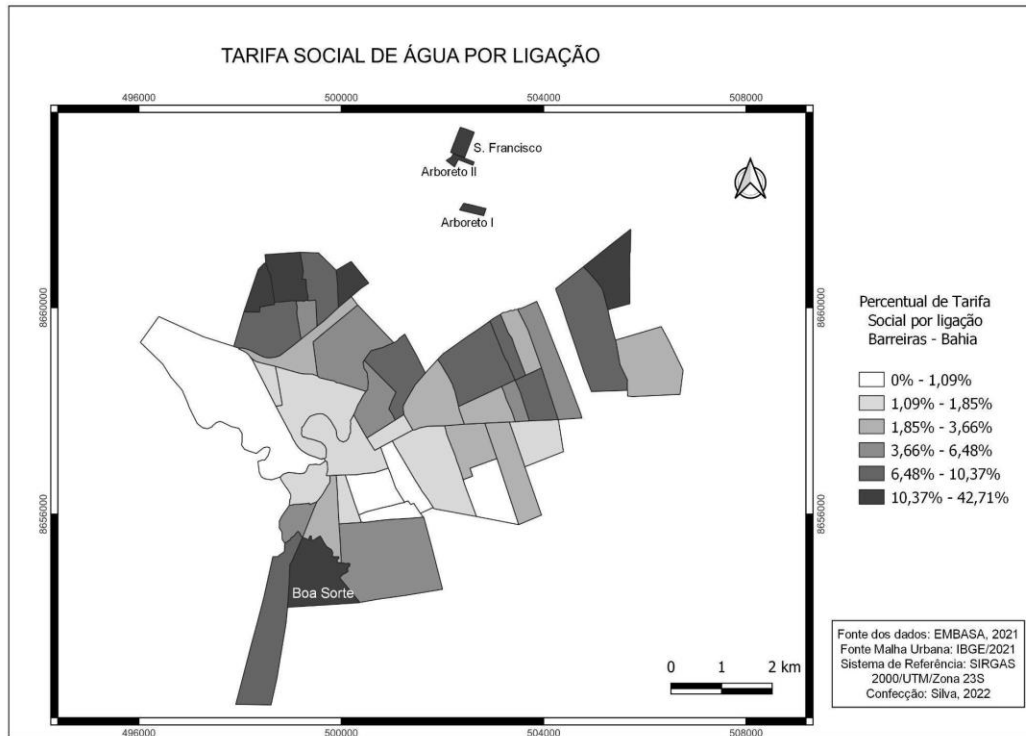 TARIFA SOCIAL DE ÁGUA POR LIGAÇÃO
496000
500000
504000
508000
S. Francisco
Arboreto II
Arboreto I
8660000
8660000
Percentual de Tarifa
Social por ligação
Barreiras - Bahia
0% - 1,09%
1,09% - 1,85%
1,85% - 3,66%
3,66% - 6,48%
6,48% - 10,37%
10,37% - 42,71%
8656000
8656000
Boa Sorte
0 1 2 km
Fonte dos dados: EMBASA, 2021
Fonte Malha Urbana: IBGE/2021
Sistema de Referência: SIRGAS
2000/UTM/Zona 23S
Confecção: Silva, 2022
496000
500000
504000
508000